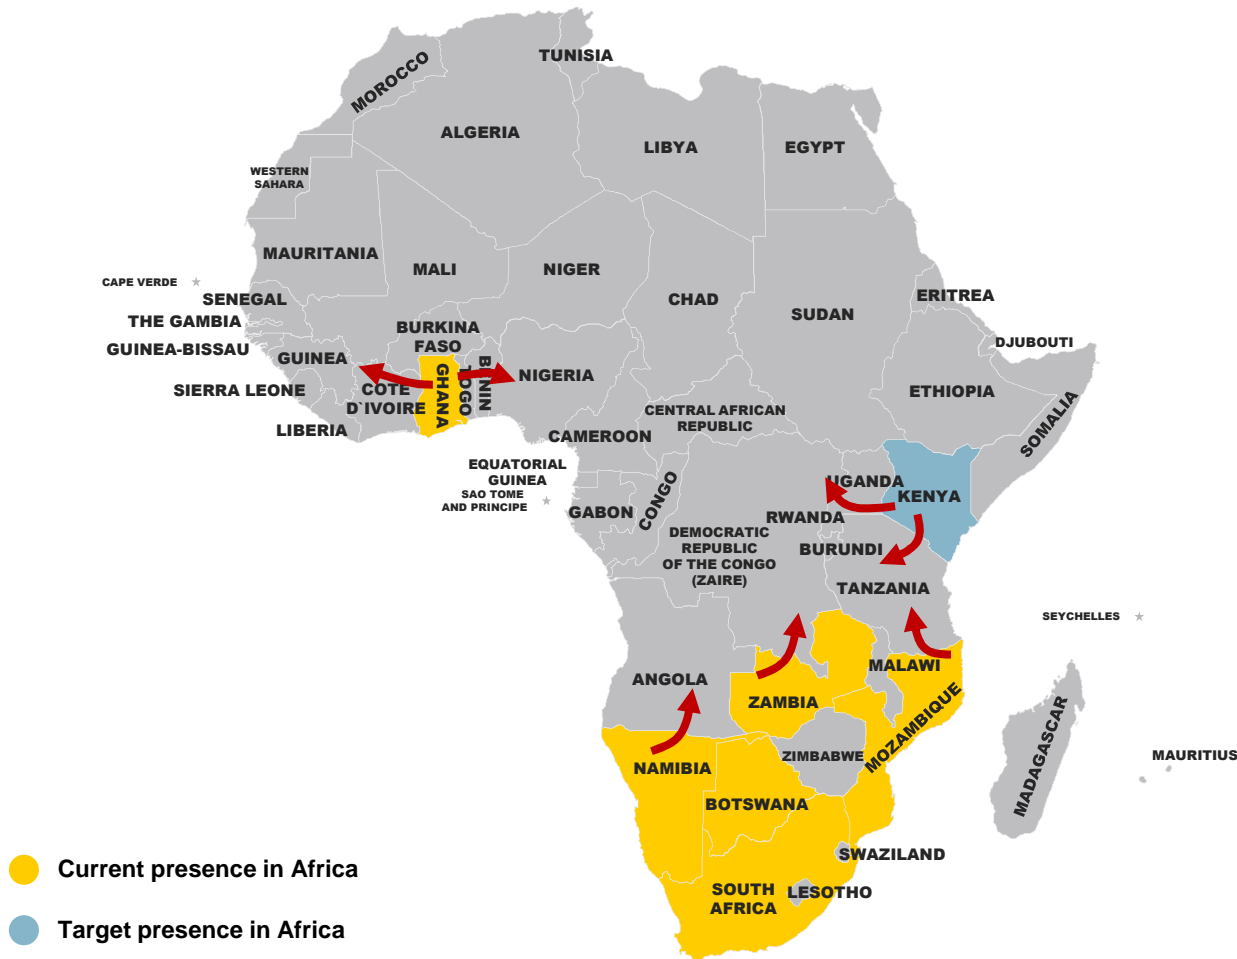 TUNISIA
MOROCCO
ALGERIA
LIBYA
EGYPT
WESTERN
SAHARA
MAURITANIA
MALI
NIGER
CHAD
SUDAN
ERITREA
CAPE VERDE
SENEGAL
THE GAMBIA
GUINEA-BISSAU
GUINEA
SIERRA LEONE
LIBERIA
BURKINA
FASO
COTE
D`IVOIRE
GHANA
TOGO
BENIN
NIGERIA
DJUBOUTI
ETHIOPIA
SOMALIA
CENTRAL AFRICAN
REPUBLIC
CAMEROON
EQUATORIAL
GUINEA
SAO TOME
AND PRINCIPE
GABON
CONGO
UGANDA
KENYA
RWANDA
BURUNDI
DEMOCRATIC
REPUBLIC
OF THE CONGO
(ZAIRE)
TANZANIA
SEYCHELLES
ANGOLA
ZAMBIA
MALAWI
MOZAMBIQUE
ZIMBABWE
NAMIBIA
BOTSWANA
MADAGASCAR
MAURITIUS
SWAZILAND
SOUTH
AFRICA
LESOTHO
Current presence in Africa
Target presence in Africa